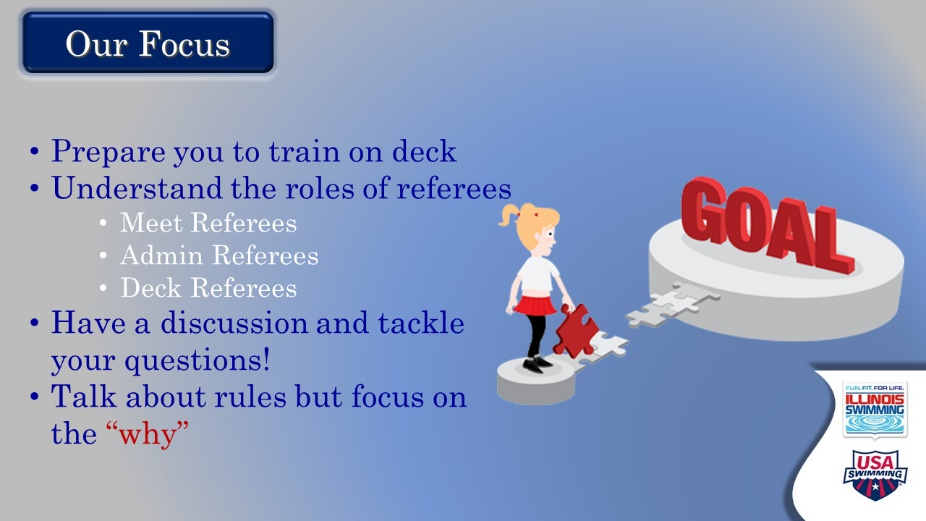 Our Focus
• Prepare you to train on deck
• Understand the roles of referees
• Meet Referees
• Admin Referees
• Deck Referees
• Have a discussion and tackle
your questions!
• Talk about rules but focus on
the “why”
GOAL
FUN. FIT. FOR LIFE.
ILLINOIS
SWIMMING
USA
SWIMMING